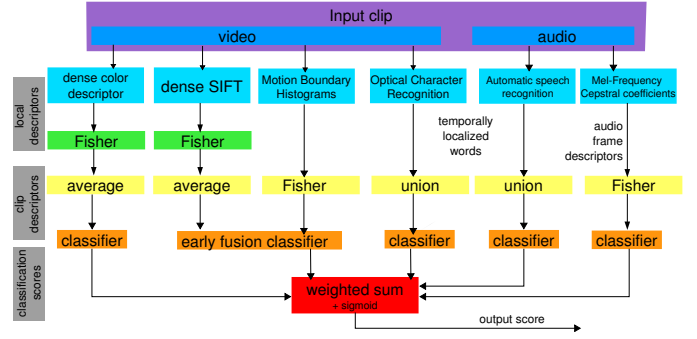 Input clip
video
audio
local
descriptors
dense color
descriptor
dense SIFT
Motion Boundary
Histograms
Optical Character
Recognition
Automatic speech
recognition
Mel-Frequency
Cepstral coefficients
Fisher
Fisher
temporally
localized
words
audio
frame
descriptors
clip
descriptors
average
average
Fisher
union
union
Fisher
classification
scores
classifier
early fusion classifier
classifier
classifier
classifier
weighted sum
+ sigmoid
output score